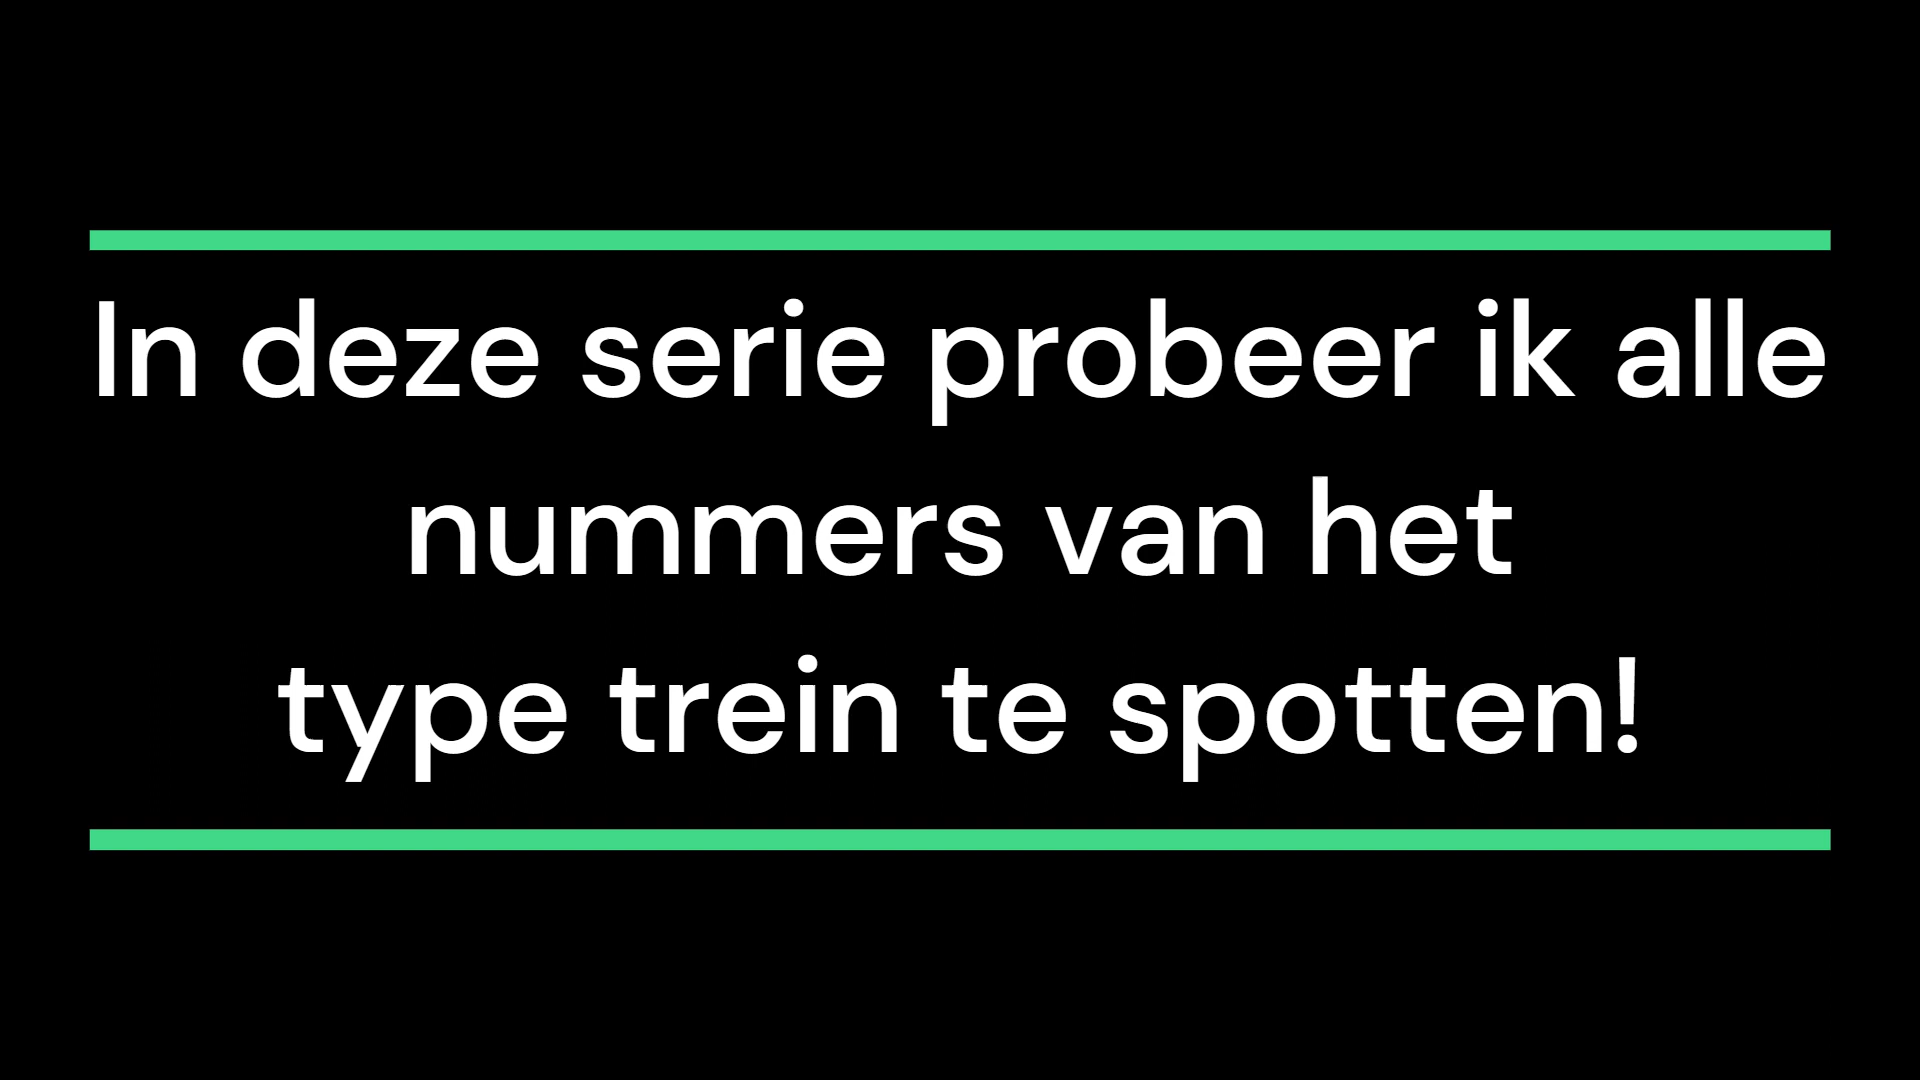 In deze serie probeer ik alle
nummers van het
type trein te spotten!